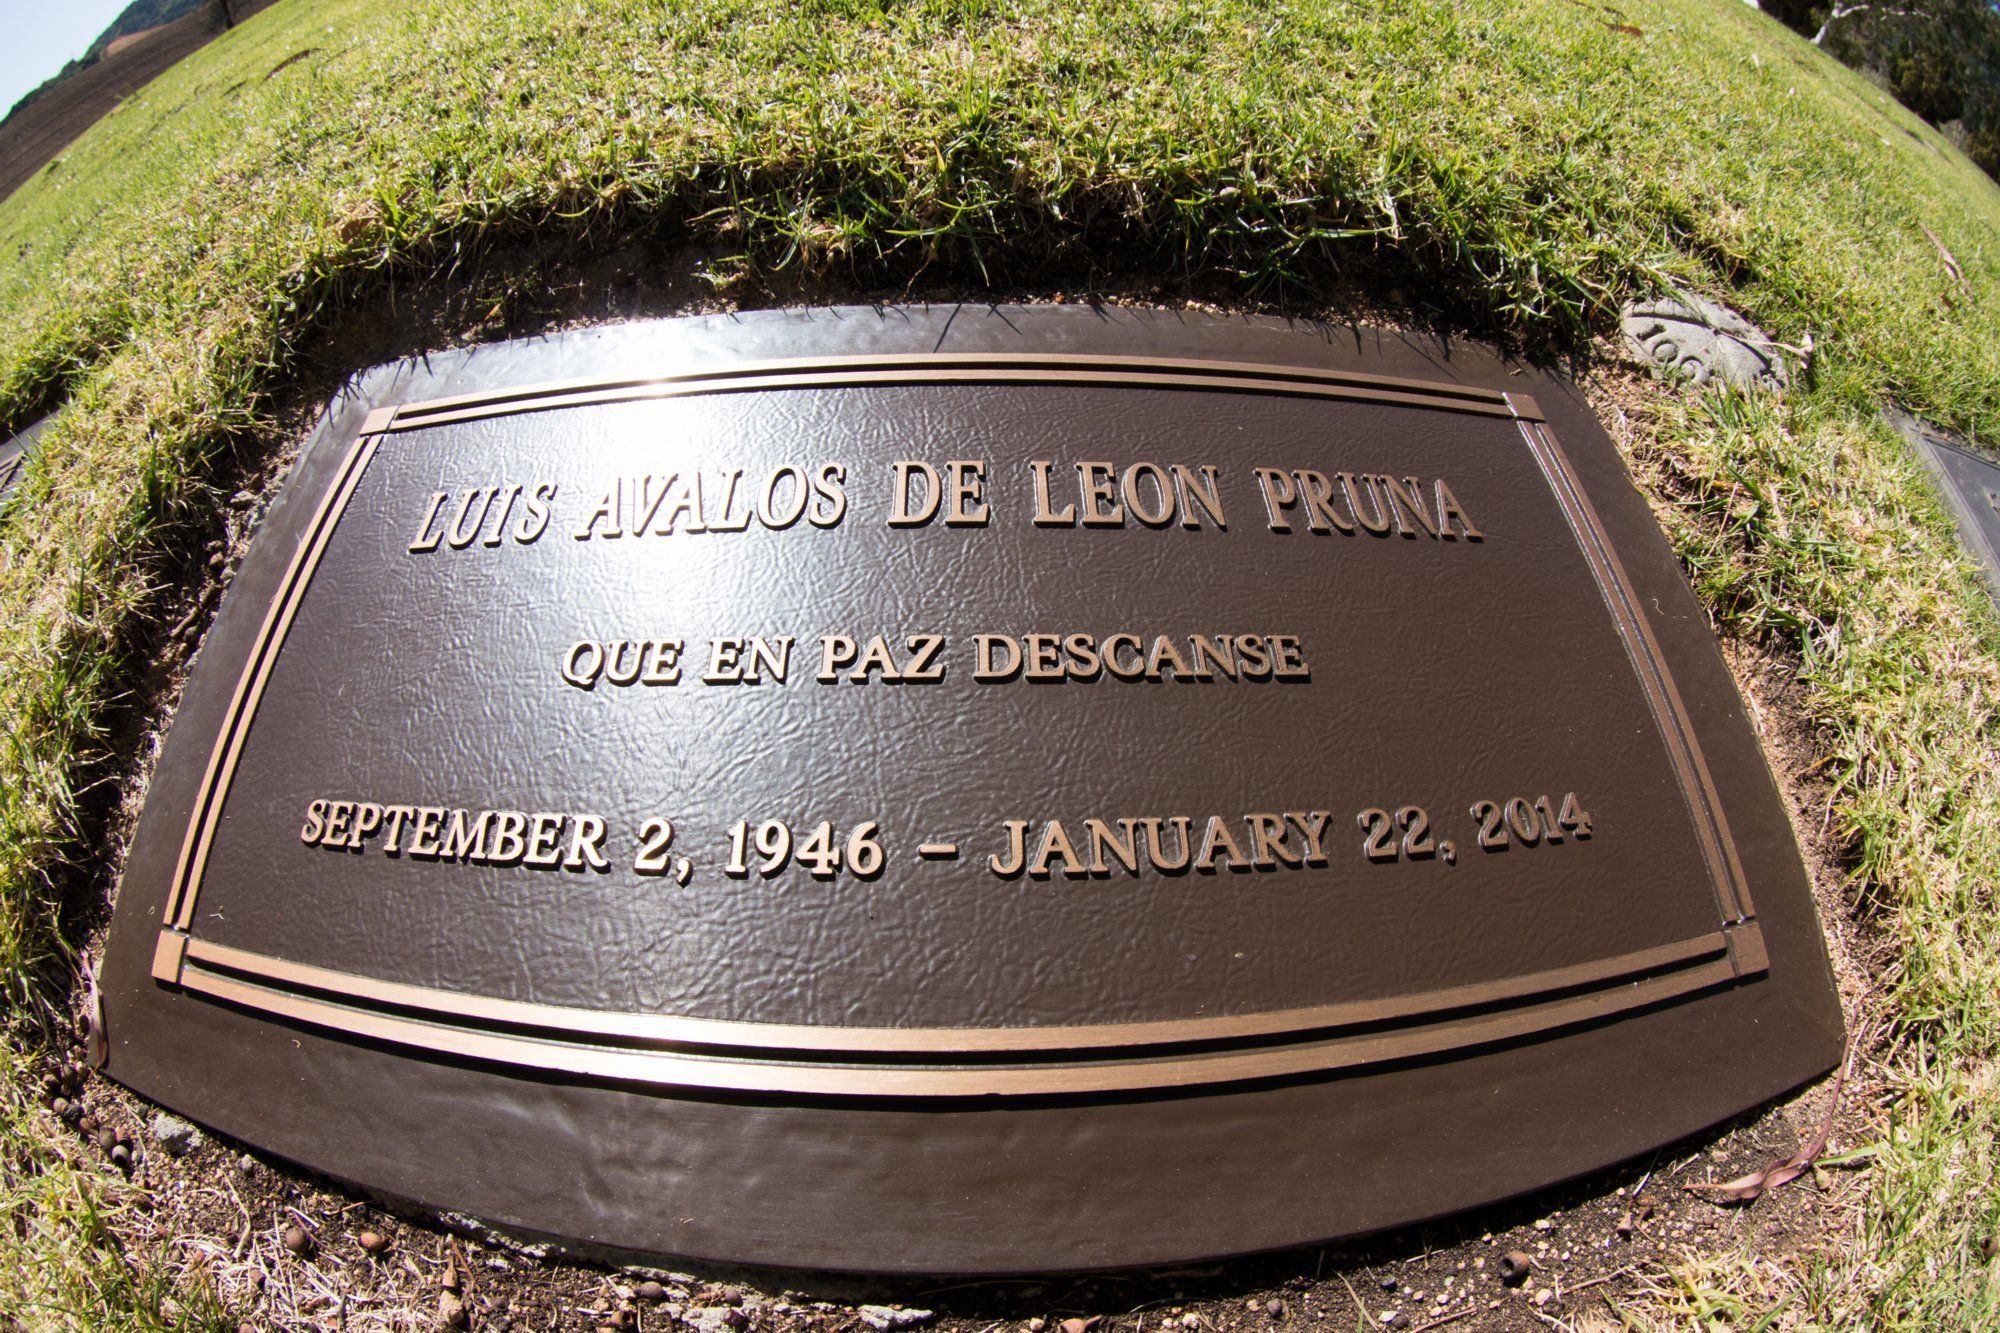 LUIS AVALOS DE LEON PRUNA
QUE EN PAZ DESCANSE
SEPTEMBER 2, 1946 – JANUARY 22, 2014